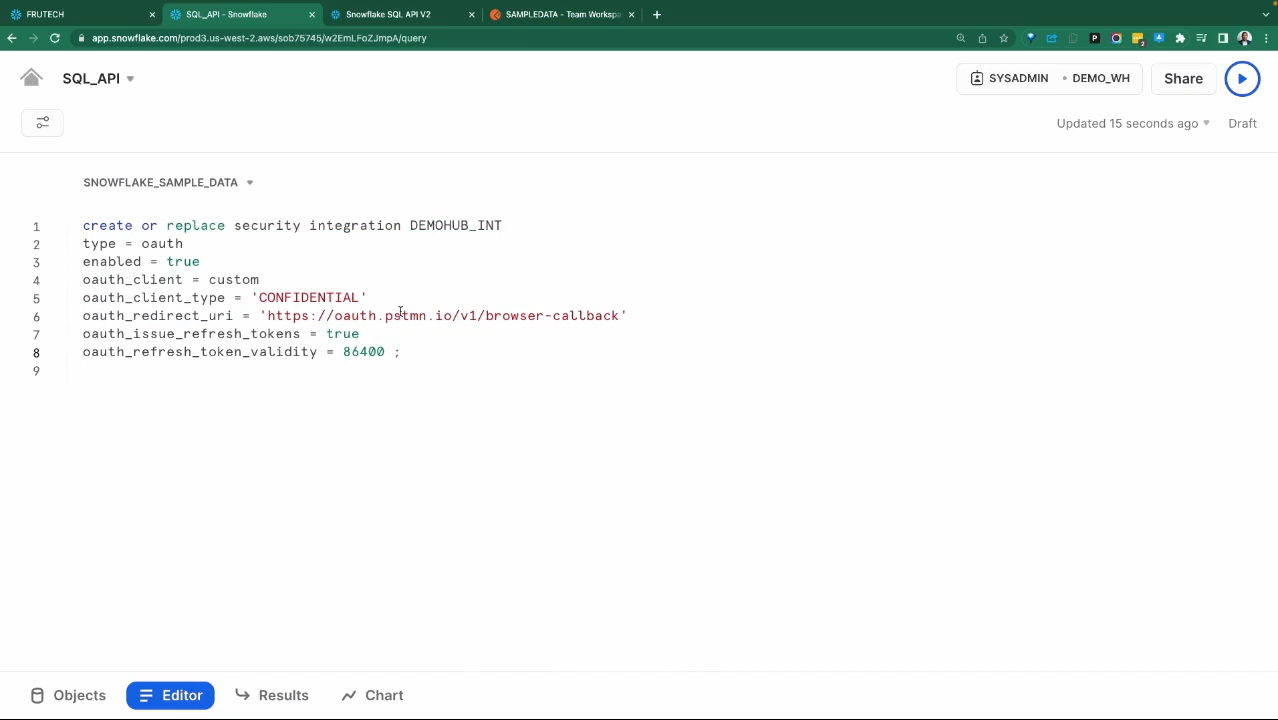 FRUTECH
SQL_API - Snowflake
Snowflake SQL API V2
SAMPLEDATA - Team Workspa
app.snowflake.com/prod3.us-west-2.aws/sob75745/w2EmLFoZJmpA/query
P
2
SQL_API
SYSADMIN DEMO_WH
Share
Updated 15 seconds ago
Draft
SNOWFLAKE_SAMPLE_DATA
1 create or replace security integration DEMOHUB_INT
2 type = oauth
3 enabled = true
4 oauth_client = custom
5 oauth_client_type = 'CONFIDENTIAL'
6 oauth_redirect_uri = 'https://oauth.pstmn.io/v1/browser-callback'
7 oauth_issue_refresh_tokens = true
8 oauth_refresh_token_validity = 86400 ;
9
Objects
Editor
Results
Chart